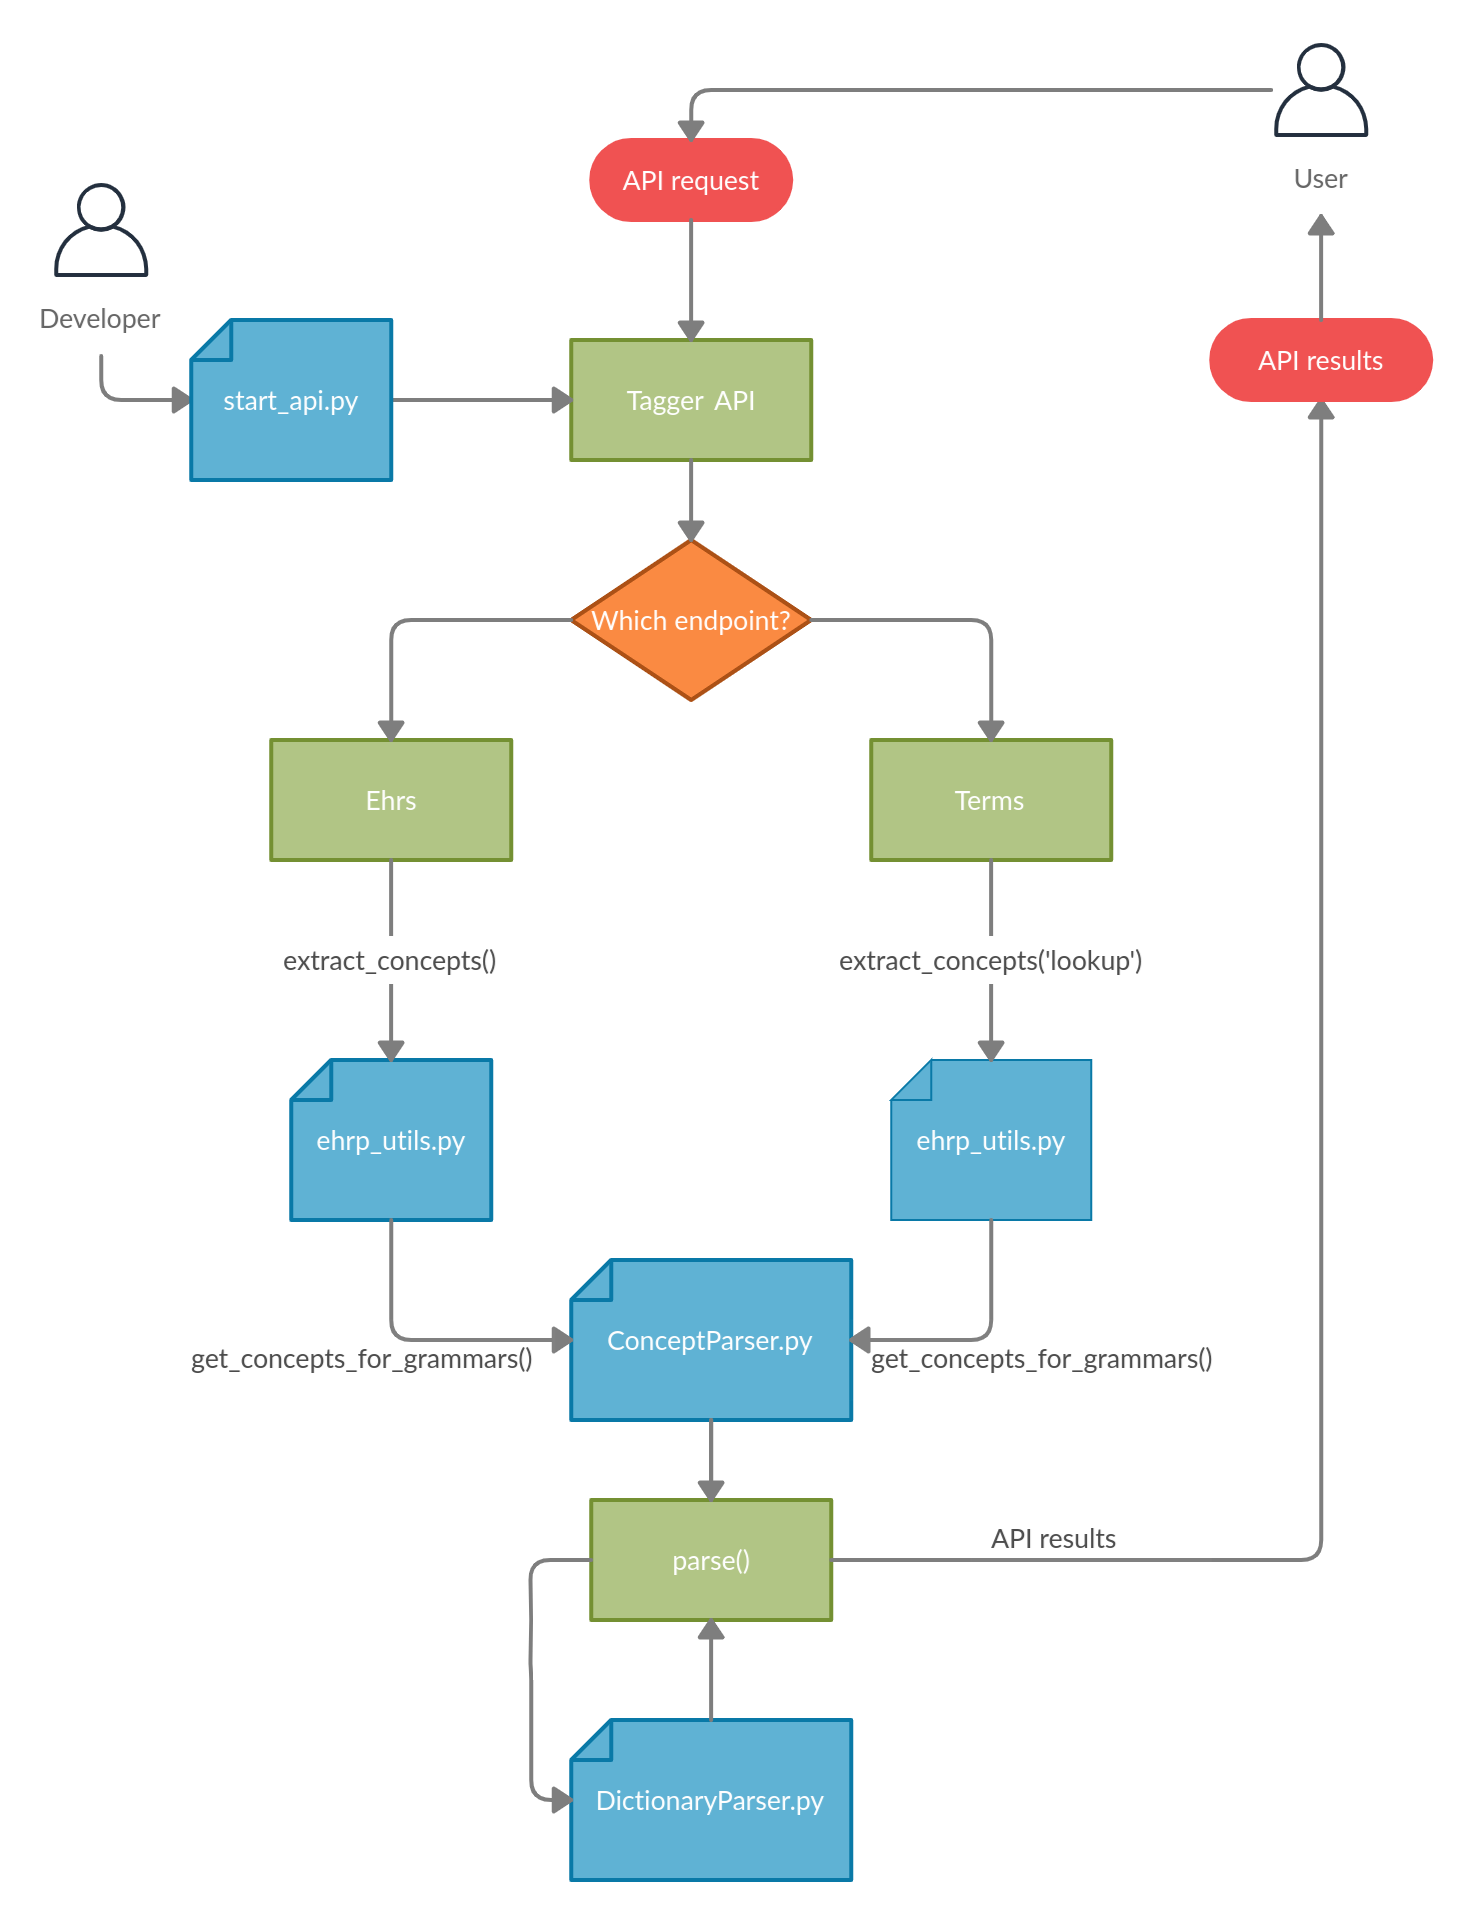 User
API request
Developer
API results
start_api.py
Tagger API
Which endpoint?
Ehrs
Terms
extract_concepts()
extract_concepts('lookup')
ehrp_utils.py
ehrp_utils.py
ConceptParser.py
get_concepts_for_grammars()
get_concepts_for_grammars()
API results
parse()
DictionaryParser.py